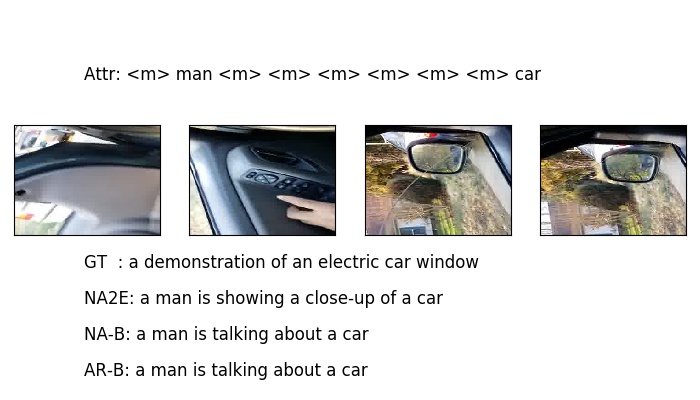 Attr: <m> man <m> <m> <m> <m> <m> <m> car
GT : a demonstration of an electric car window
NA2E: a man is showing a close-up of a car
NA-B: a man is talking about a car
AR-B: a man is talking about a car